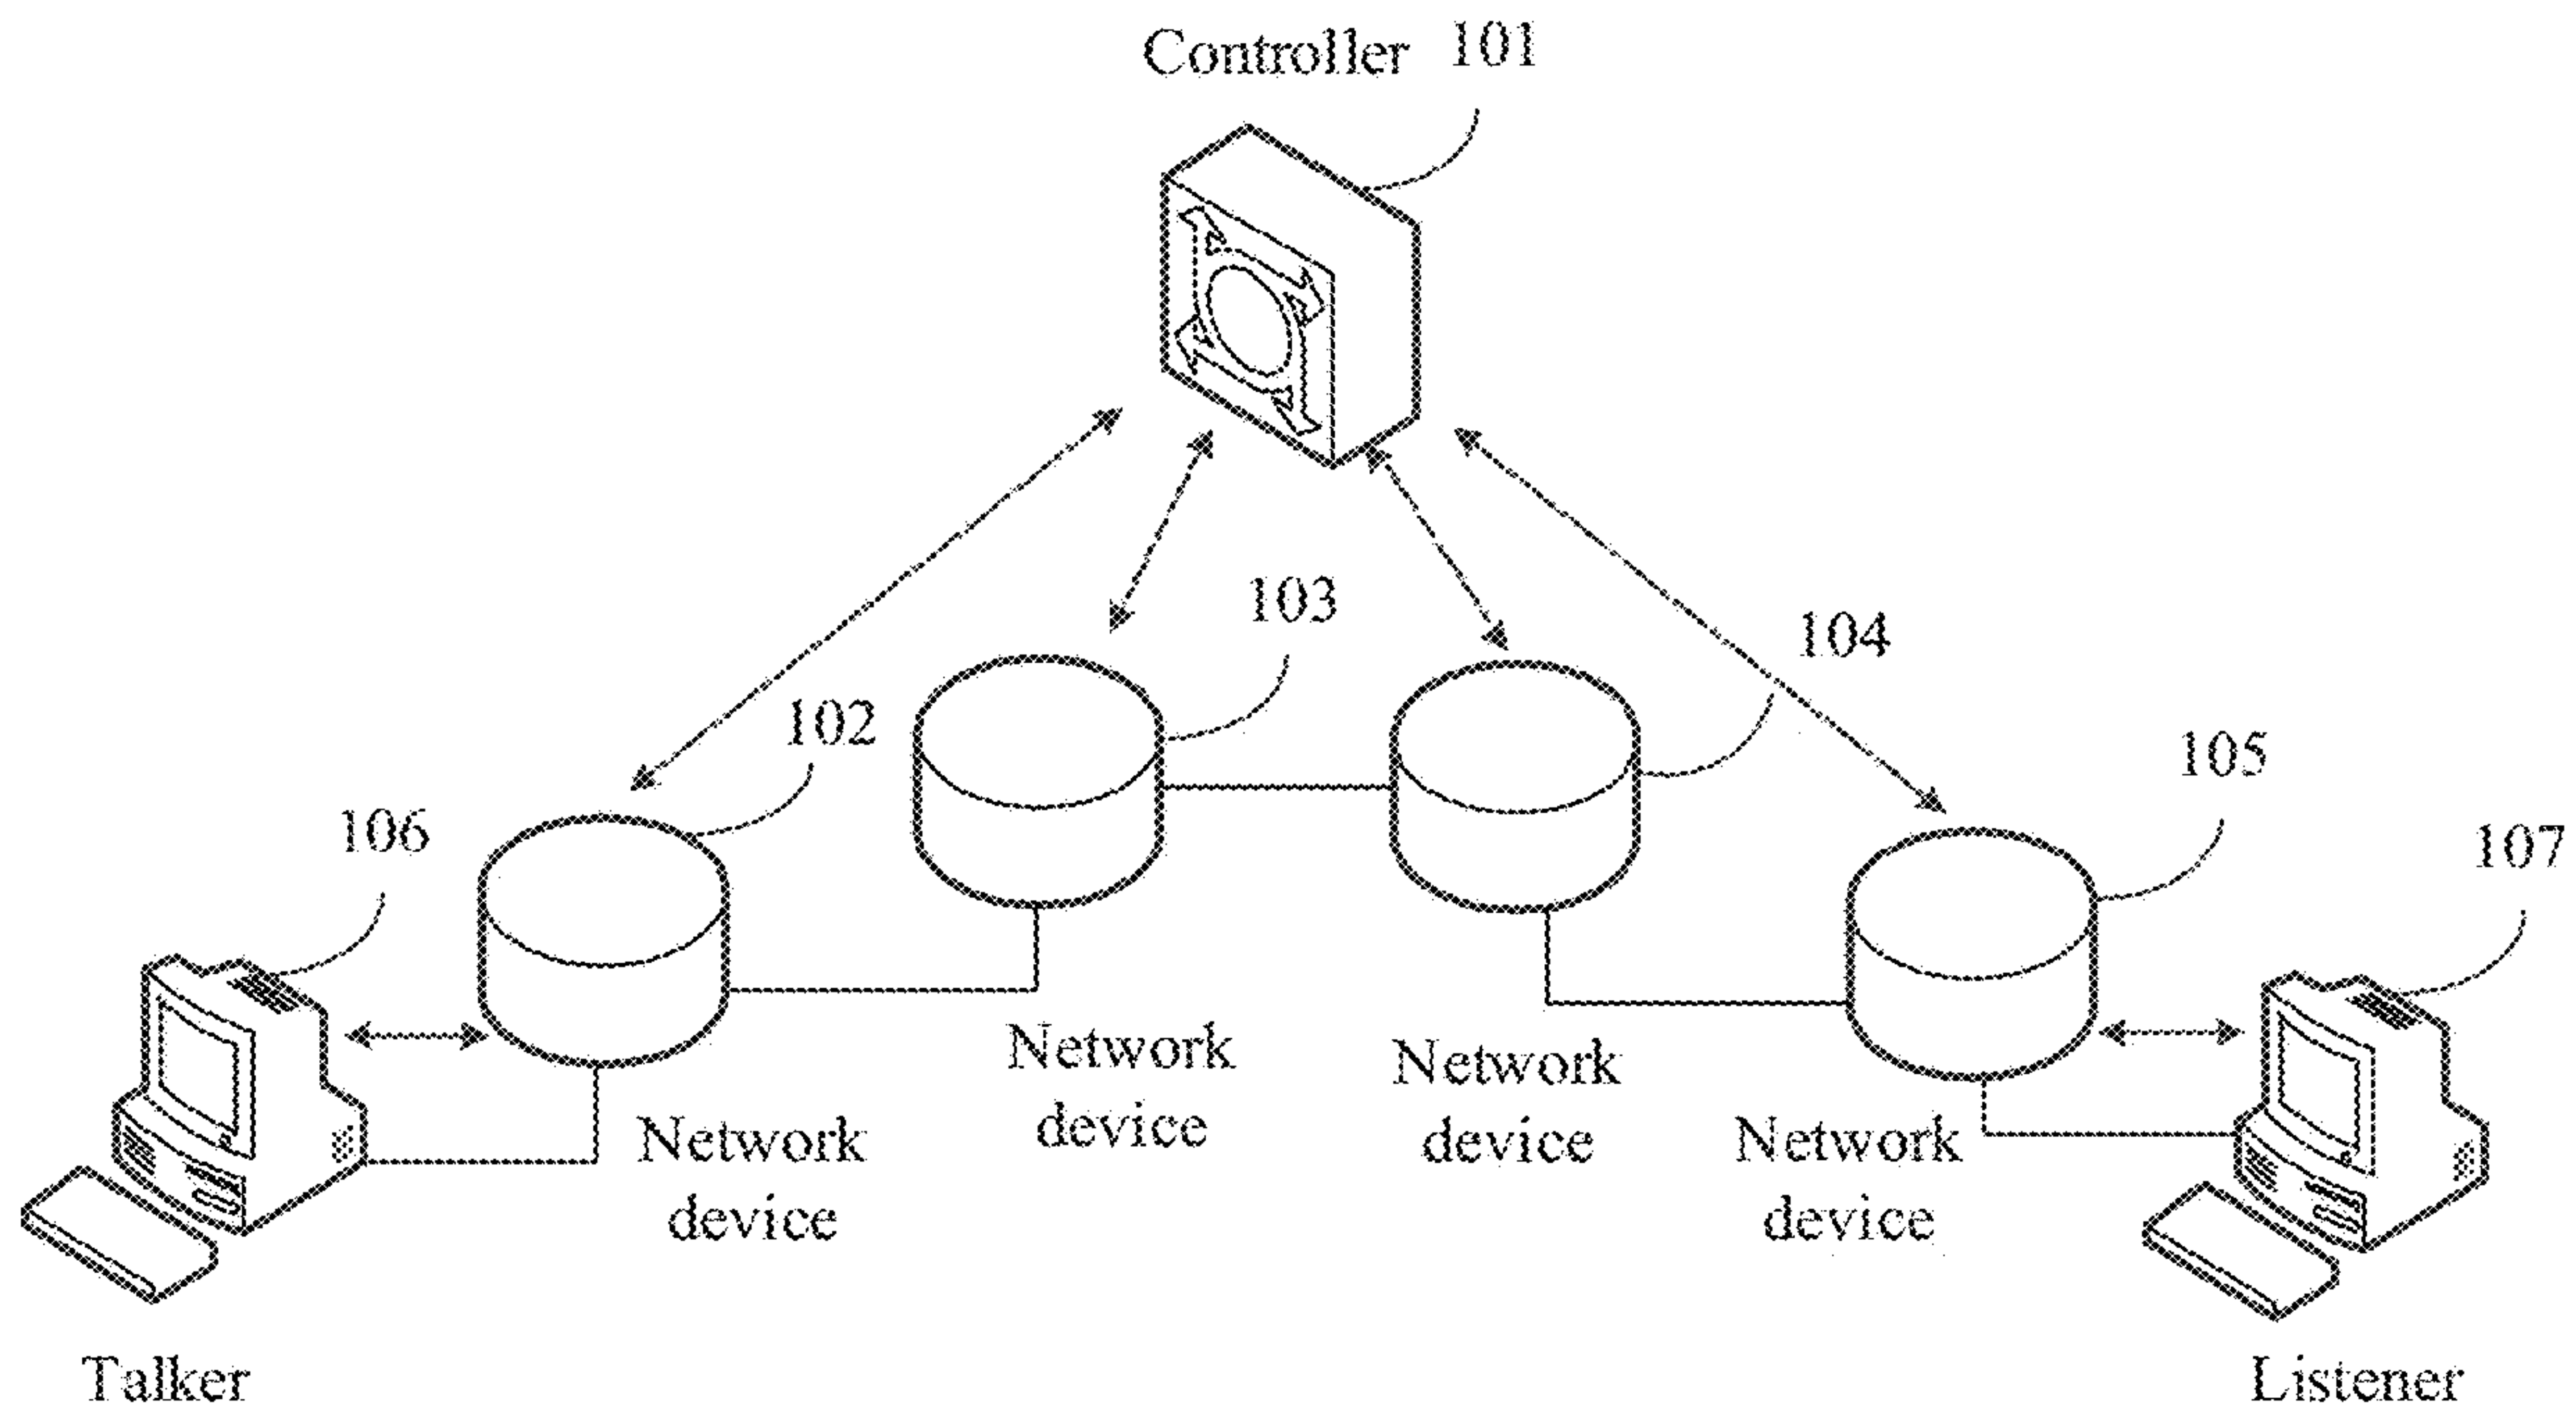 Controller 101
103
104
102
105
106
107
Network
device
Network
device
Network
device
Network
device
Talker
Listener